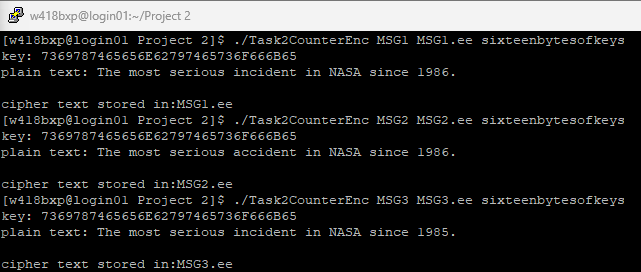 w418bxp@login01:~/Project 2
[w418bxp@login01 Project 2]$ ./Task2CounterEnc MSG1 MSG1.ee sixteenbytesofkeys
key: 7369787465656E62797465736F666B65
plain text: The most serious incident in NASA since 1986.
cipher text stored in:MSG1.ee
[w418bxp@login01 Project 2]$ ./Task2CounterEnc MSG2 MSG2.ee sixteenbytesofkeys
key: 7369787465656E62797465736F666B65
plain text: The most serious accident in NASA since 1986.
cipher text stored in:MSG2.ee
[w418bxp@login01 Project 2]$ ./Task2CounterEnc MSG3 MSG3.ee sixteenbytesofkeys
key: 7369787465656E62797465736F666B65
plain text: The most serious incident in NASA since 1985.
cipher text stored in:MSG3.ee